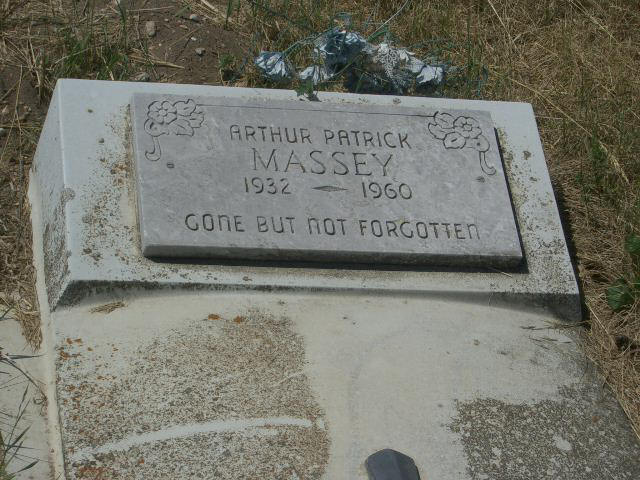 ARTHUR PATRICK
MASSEY
1932 — 1960
GONE BUT NOT FORGOTTEN